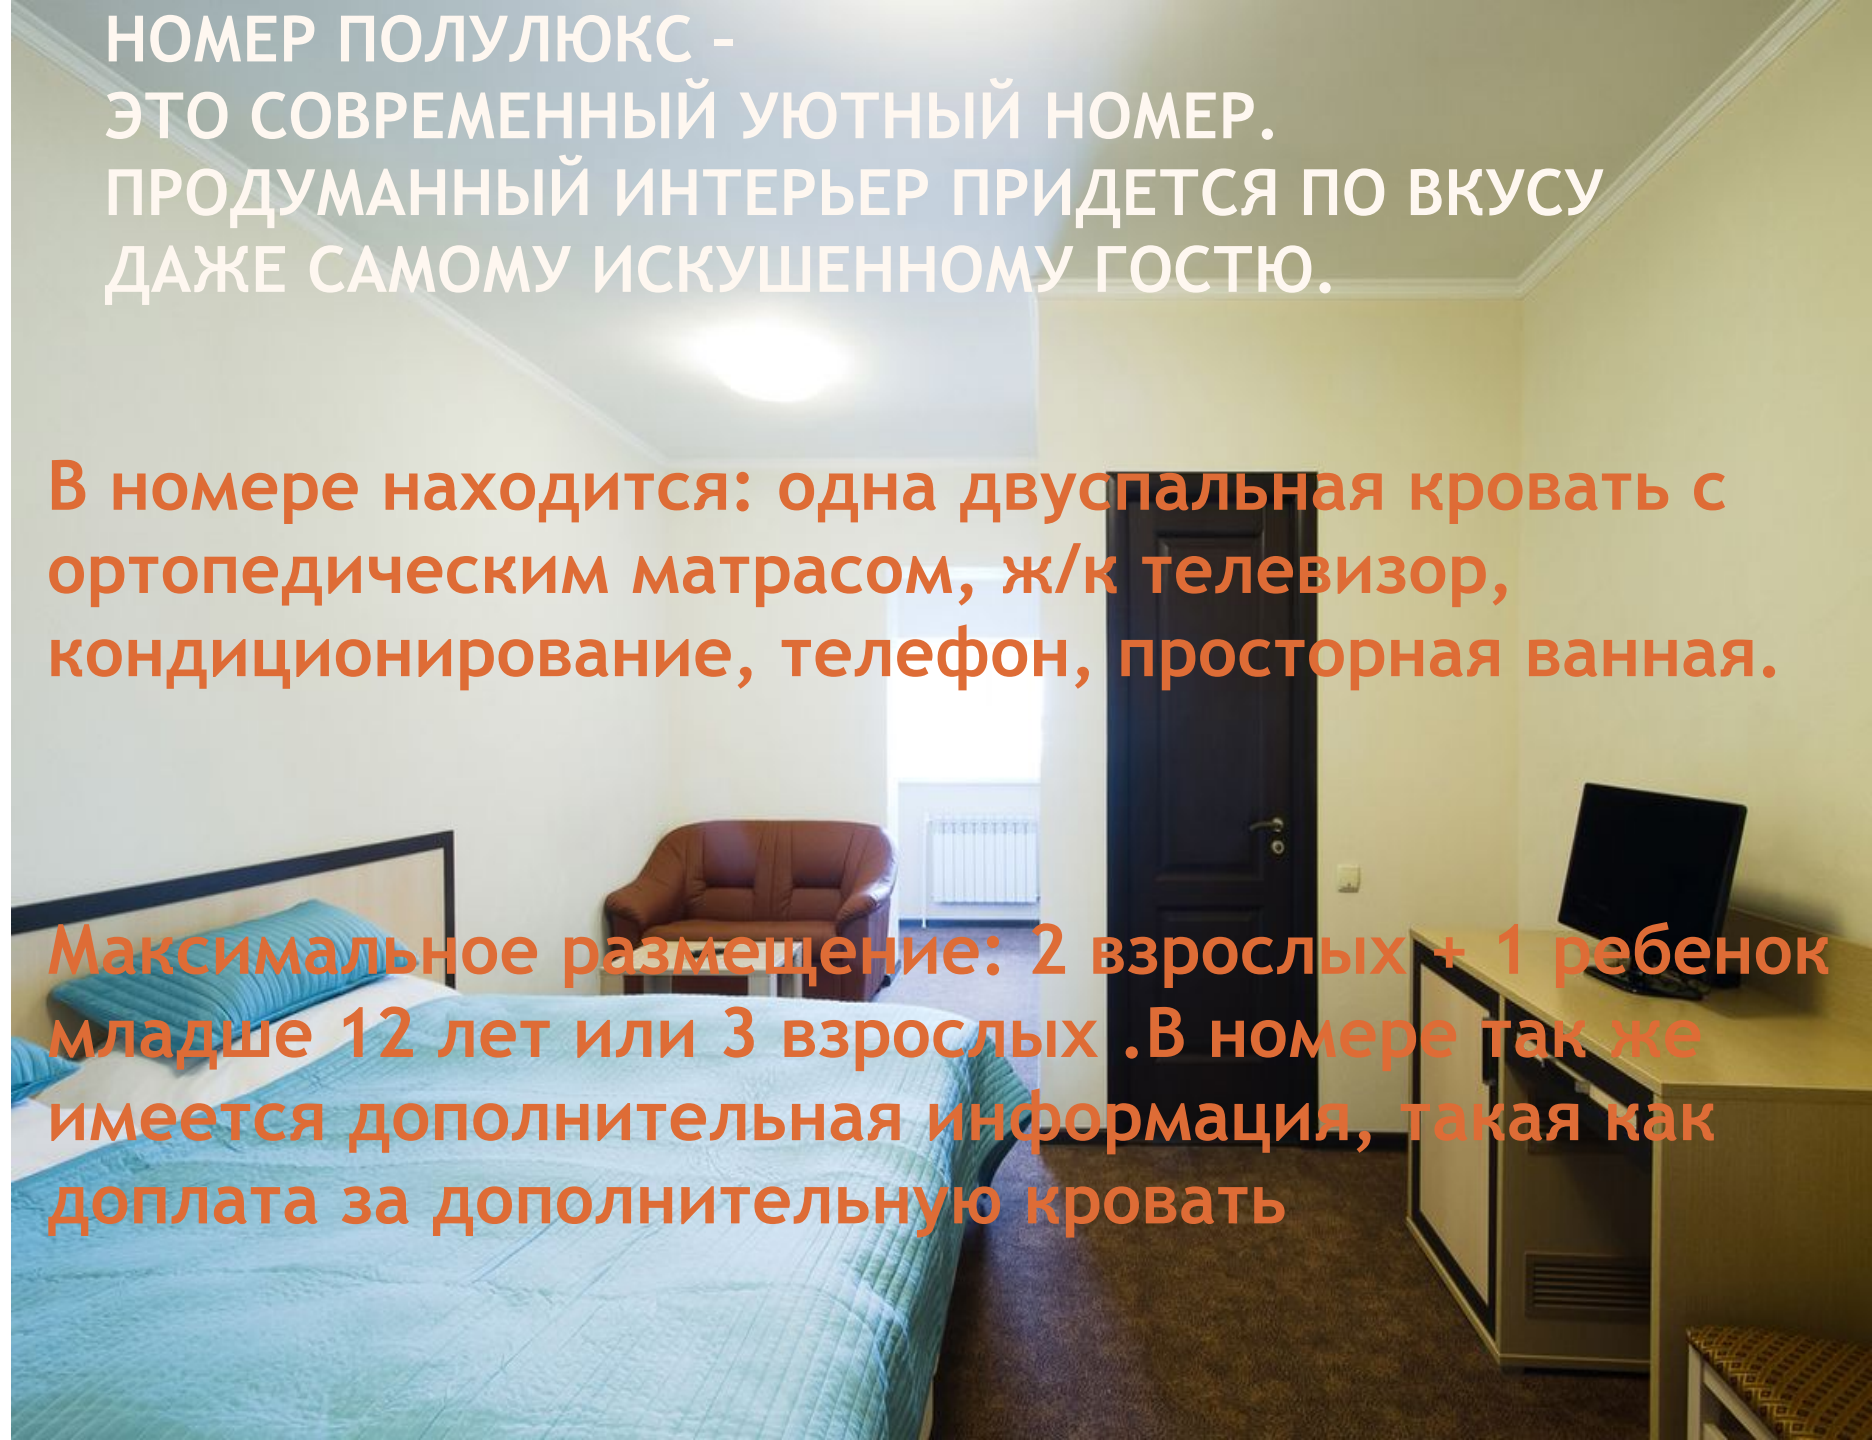 НОМЕР ПОЛУЛЮКС –
ЭТО СОВРЕМЕННЫЙ УЮТНЫЙ НОМЕР.
ПРОДУМАННЫЙ ИНТЕРЬЕР ПРИДЕТСЯ ПО ВКУСУ
ДАЖЕ САМОМУ ИСКУШЕННОМУ ГОСТЮ.
В номере находится: одна двуспальная кровать с
ортопедическим матрасом, ж/к телевизор,
кондиционирование, телефон, просторная ванная.
Максимальное размещение: 2 взрослых + 1 ребенок
младше 12 лет или 3 взрослых .В номере так же
имеется дополнительная информация, такая как
доплата за дополнительную кровать